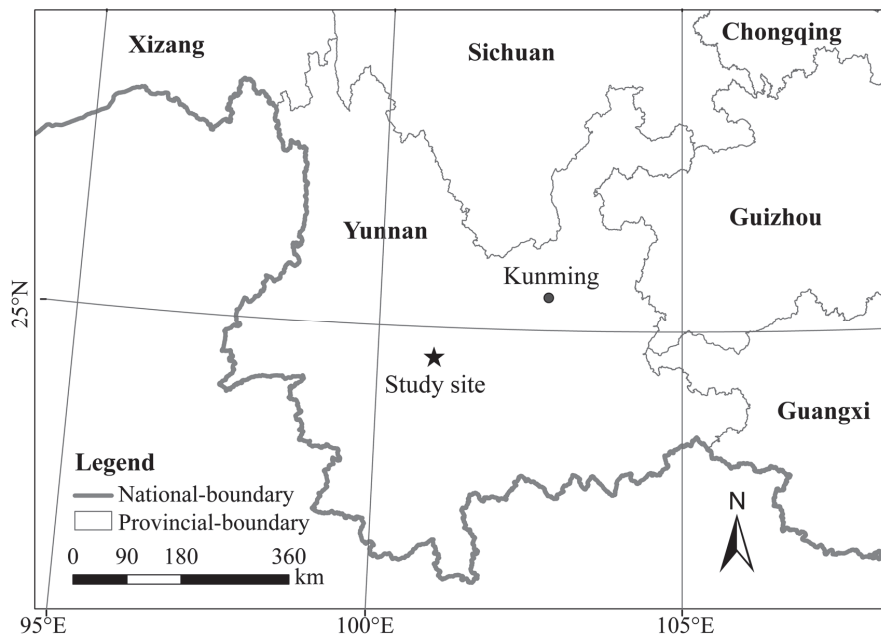 Xizang
Sichuan
Chongqing
Yunnan
Guizhou
Kunming
25°N
Study site
Guangxi
Legend
National-boundary
Provincial-boundary
0 90 180 360
km
N
95°E 100°E 105°E